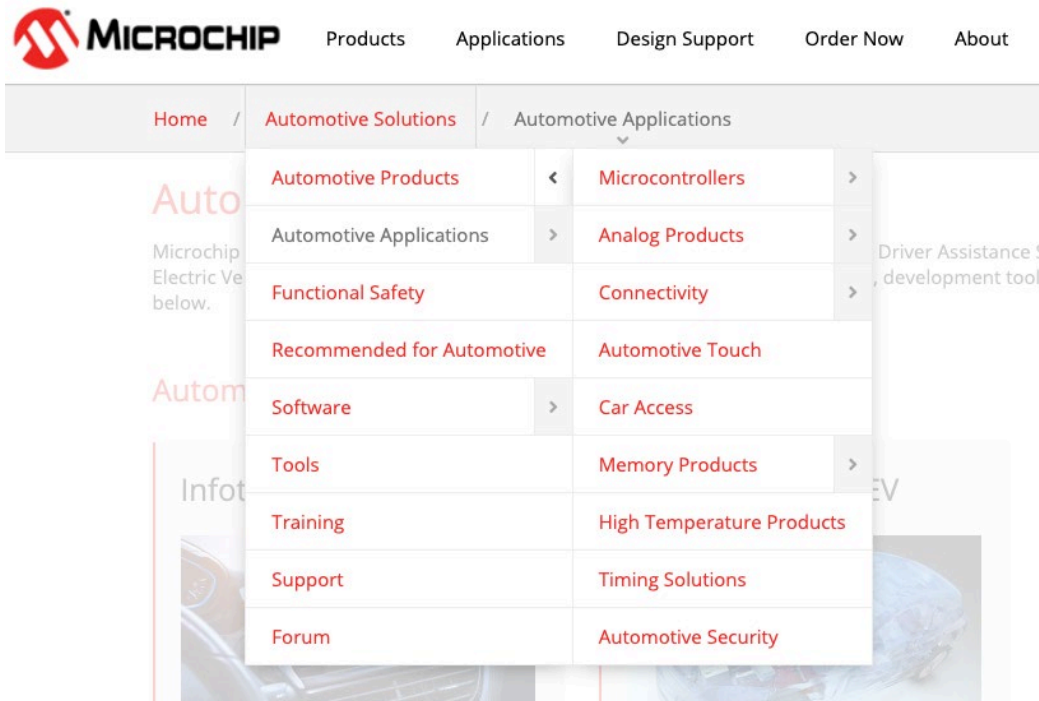 MICROCHIP Products Applications Design Support Order Now About
Home / Automotive Solutions / Automotive Applications
Automotive Products
Automotive Applications
Functional Safety
Recommended for Automotive
Software
Tools
Training
Support
Forum
Microcontrollers
Analog Products
Connectivity
Automotive Touch
Car Access
Memory Products
High Temperature Products
Timing Solutions
Automotive Security
Auto
Microchip Driver Assistance S
Electric Ve , development tool
below.
Autom
Infot EV